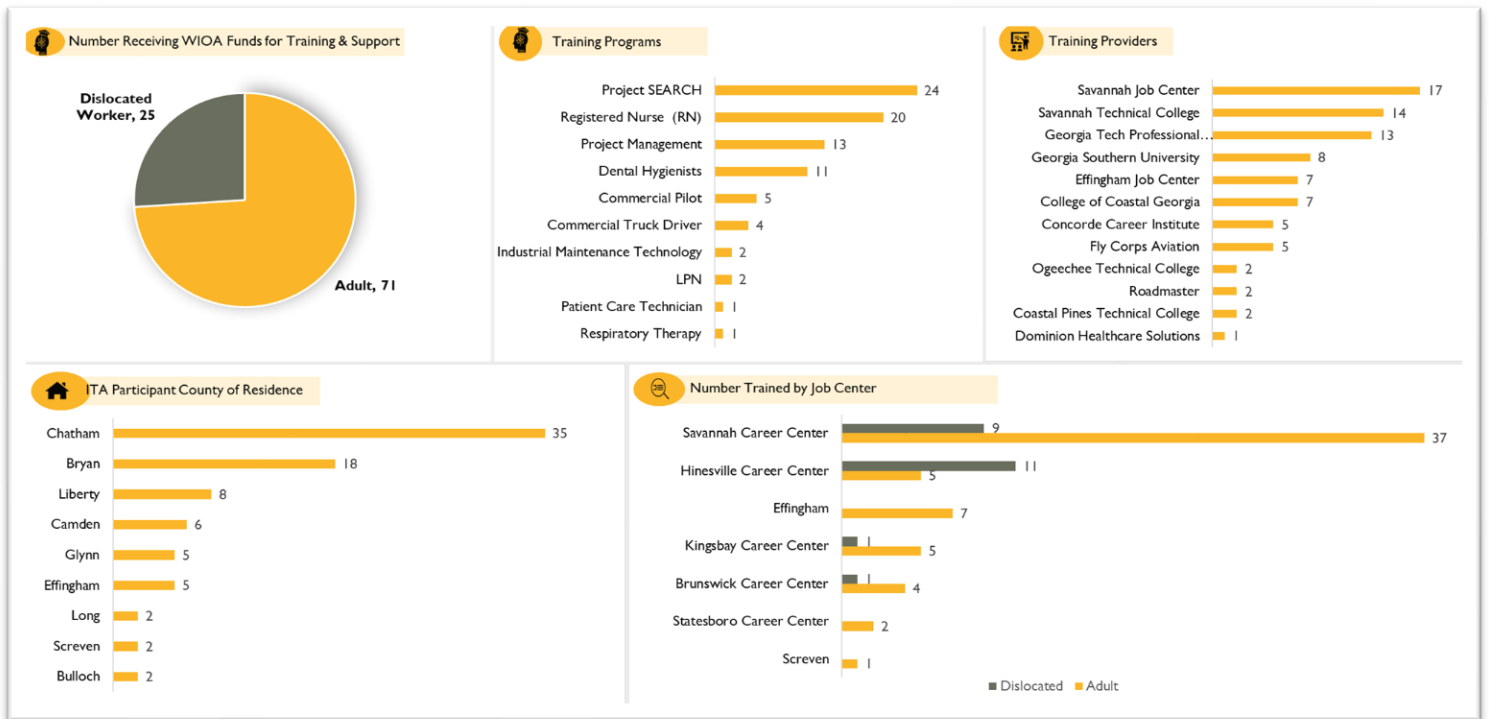 Number Receiving WIOA Funds for Training & Support
Dislocated
Worker, 25
Adult, 71
Training Programs
Project SEARCH 24
Registered Nurse (RN) 20
Project Management 13
Dental Hygienists 11
Commercial Pilot 5
Commercial Truck Driver 4
Industrial Maintenance Technology 2
LPN 2
Patient Care Technician 1
Respiratory Therapy 1
Training Providers
Savannah Job Center 17
Savannah Technical College 14
Georgia Tech Professional... 13
Georgia Southern University 8
Effingham Job Center 7
College of Coastal Georgia 7
Concorde Career Institute 5
Fly Corps Aviation 5
Ogeechee Technical College 2
Roadmaster 2
Coastal Pines Technical College 2
Dominion Healthcare Solutions 1
ITA Participant County of Residence
Chatham 35
Bryan 18
Liberty 8
Camden 6
Glynn 5
Effingham 5
Long 2
Screven 2
Bulloch 2
Number Trained by Job Center
Savannah Career Center 9 37
Hinesville Career Center 11 5
Effingham 7
Kingsbay Career Center 1 5
Brunswick Career Center 1 4
Statesboro Career Center 2
Screven 1
Dislocated Adult